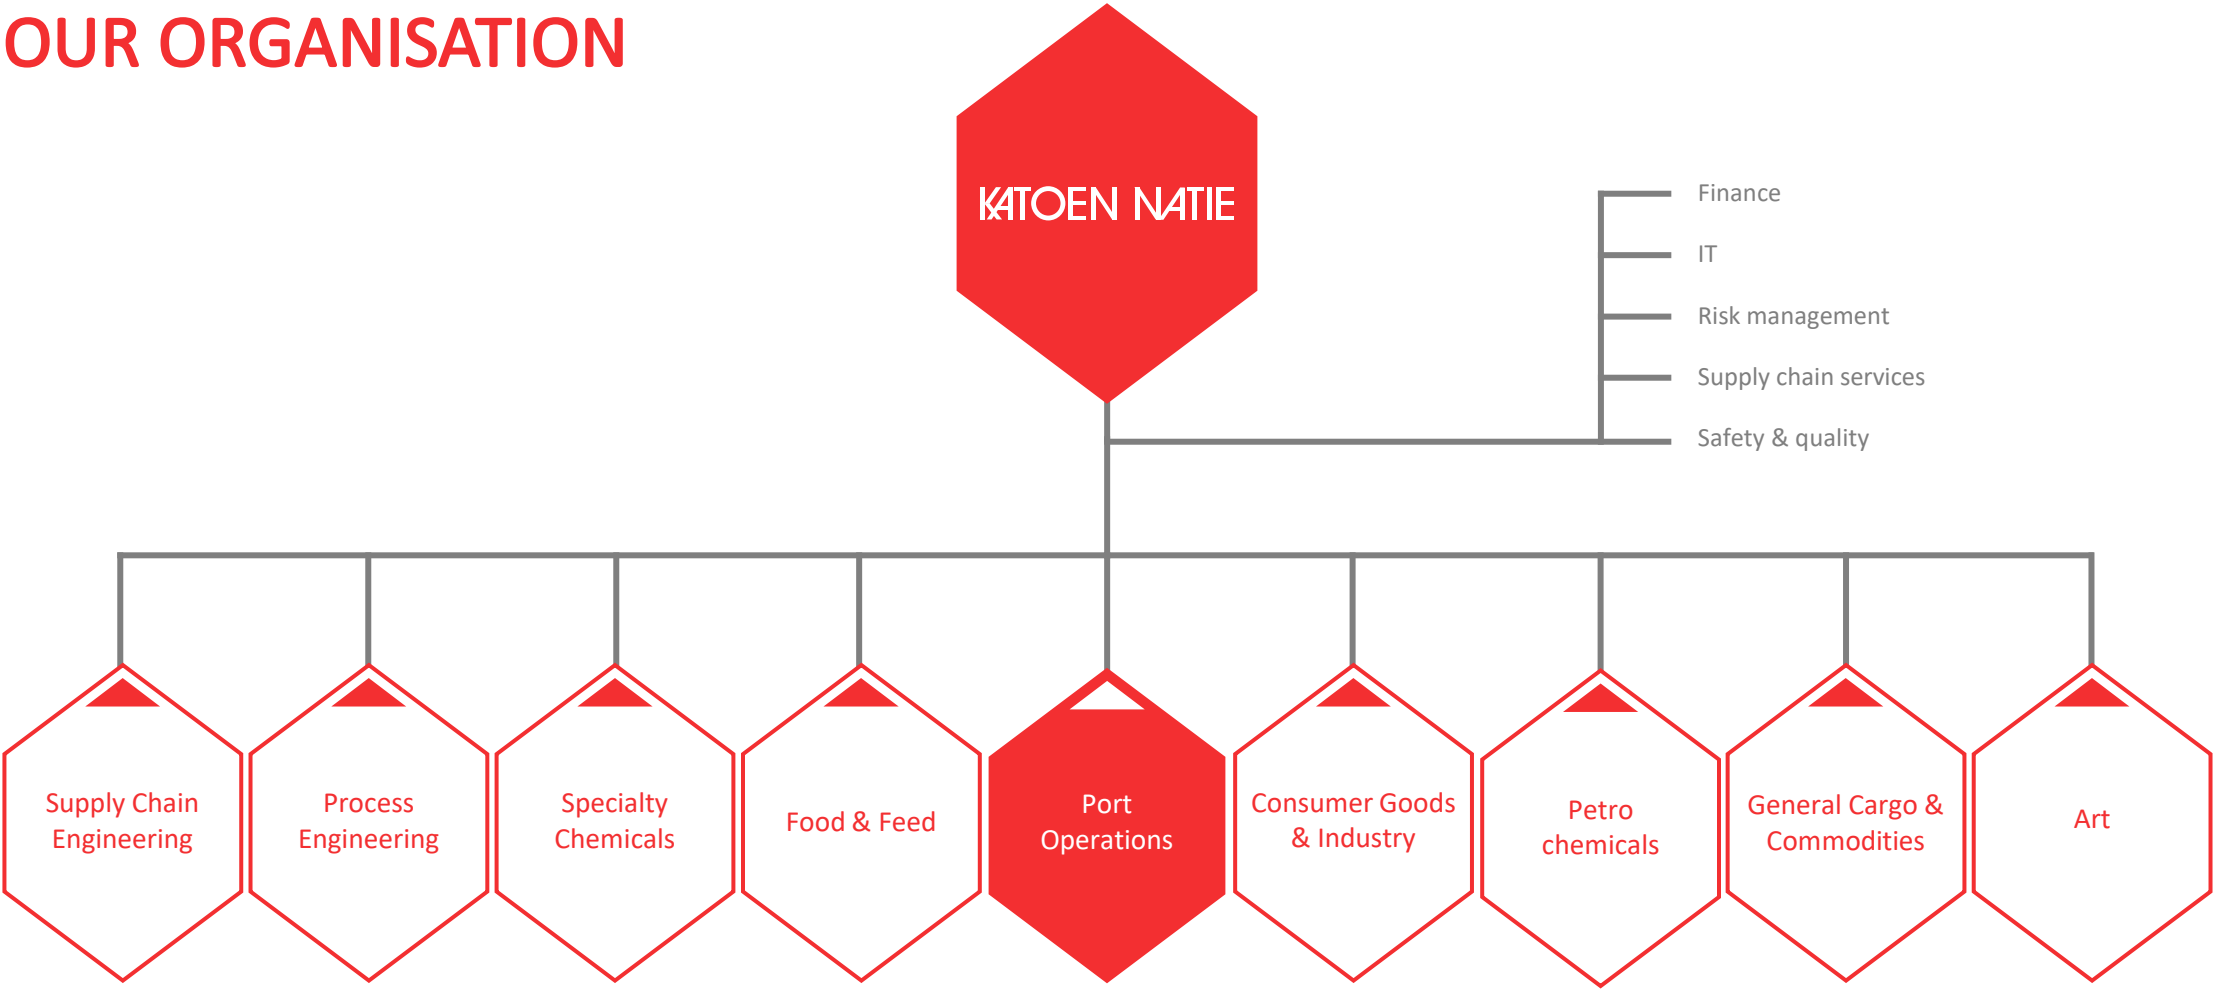 OUR ORGANISATION
KATOEN NATIE
Finance
IT
Risk management
Supply chain services
Safety & quality
Supply Chain
Engineering
Process
Engineering
Specialty
Chemicals
Food & Feed
Port
Operations
Consumer Goods
& Industry
Petro
chemicals
General Cargo &
Commodities
Art